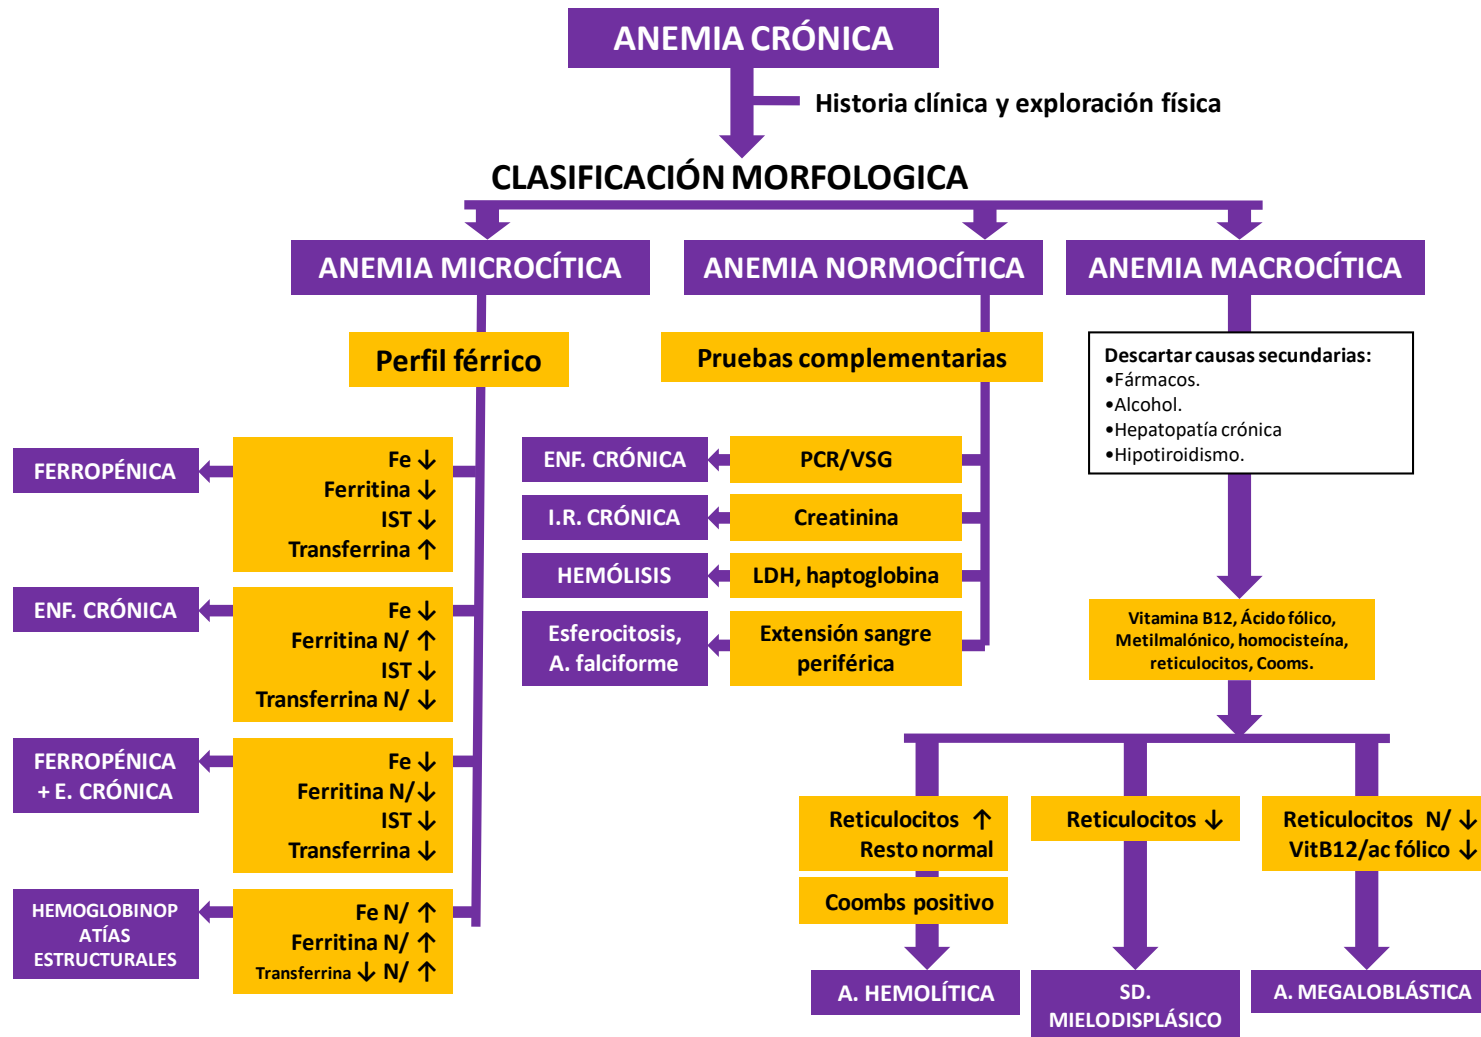 ANEMIA CRÓNICA
Historia clínica y exploración física
CLASIFICACIÓN MORFOLOGICA
ANEMIA MICROCÍTICA
Perfil férrico
FERROPÉNICA
Fe ↓
Ferritina ↓
IST ↓
Transferrina ↑
ENF. CRÓNICA
Fe ↓
Ferritina N/ ↑
IST ↓
Transferrina N/ ↓
FERROPÉNICA
+ E. CRÓNICA
Fe ↓
Ferritina N/↓
IST ↓
Transferrina ↓
HEMOGLOBINOP
ATÍAS
ESTRUCTURALES
Fe N/ ↑
Ferritina N/ ↑
Transferrina ↓ N/ ↑
ANEMIA NORMOCÍTICA
Pruebas complementarias
ENF. CRÓNICA
PCR/VSG
I.R. CRÓNICA
Creatinina
HEMÓLISIS
LDH, haptoglobina
Esferocitosis,
A. falciforme
Extensión sangre
periférica
ANEMIA MACROCÍTICA
Descartar causas secundarias:
•Fármacos.
•Alcohol.
•Hepatopatía crónica
•Hipotiroidismo.
Vitamina B12, Ácido fólico,
Metilmalónico, homocisteína,
reticulocitos, Cooms.
Reticulocitos ↑
Resto normal
Coombs positivo
A. HEMOLÍTICA
Reticulocitos ↓
SD.
MIELODISPLÁSICO
Reticulocitos N/ ↓
VitB12/ac fólico ↓
A. MEGALOBLÁSTICA